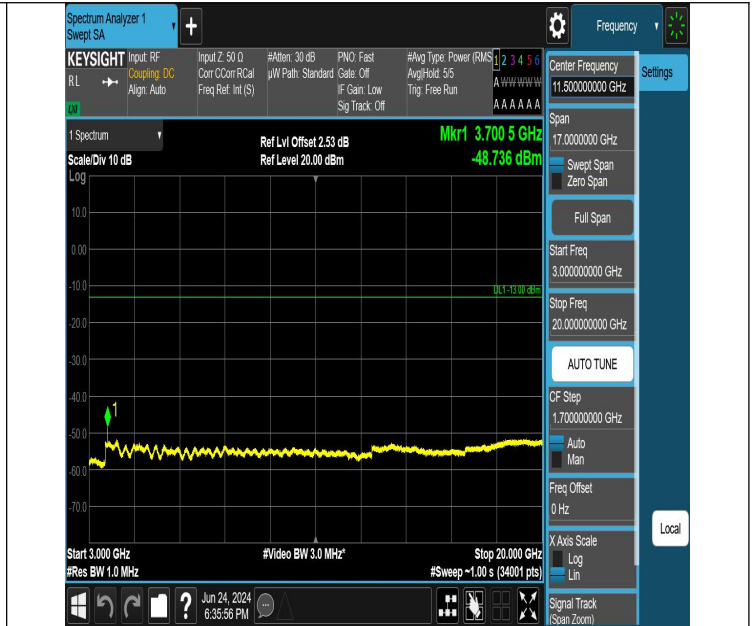 Spectrum Analyzer 1
Swept SA
+
Frequency
KEYSIGHT
RL
LXI
Input: RF
Coupling: DC
Align: Auto
Input Z: 50 Ω
Corr CCorr RCal
Freq Ref: Int (S)
#Atten: 30 dB
µW Path: Standard
PNO: Fast
Gate: Off
IF Gain: Low
Sig Track: Off
#Avg Type: Power (RMS
Avg|Hold: 5/5
Trig: Free Run
1 2 3 4 5 6
A W W W W W
A A A A A A
1 Spectrum
Scale/Div 10 dB
Ref Lvl Offset 2.53 dB
Ref Level 20.00 dBm
Mkr1 3.700 5 GHz
-48.736 dBm
Log
10.0
0.00
-10.0
DL1 -13.00 dBm
-20.0
-30.0
-40.0
1
-50.0
-60.0
-70.0
Start 3.000 GHz
#Res BW 1.0 MHz
#Video BW 3.0 MHz*
Stop 20.000 GHz
#Sweep ~1.00 s (34001 pts)
?
Jun 24, 2024
6:35:56 PM
Center Frequency
11.500000000 GHz
Settings
Span
17.0000000 GHz
Swept Span
Zero Span
Full Span
Start Freq
3.000000000 GHz
Stop Freq
20.000000000 GHz
AUTO TUNE
CF Step
1.700000000 GHz
Auto
Man
Freq Offset
0 Hz
X Axis Scale
Log
Lin
Local
Signal Track
(Span Zoom)